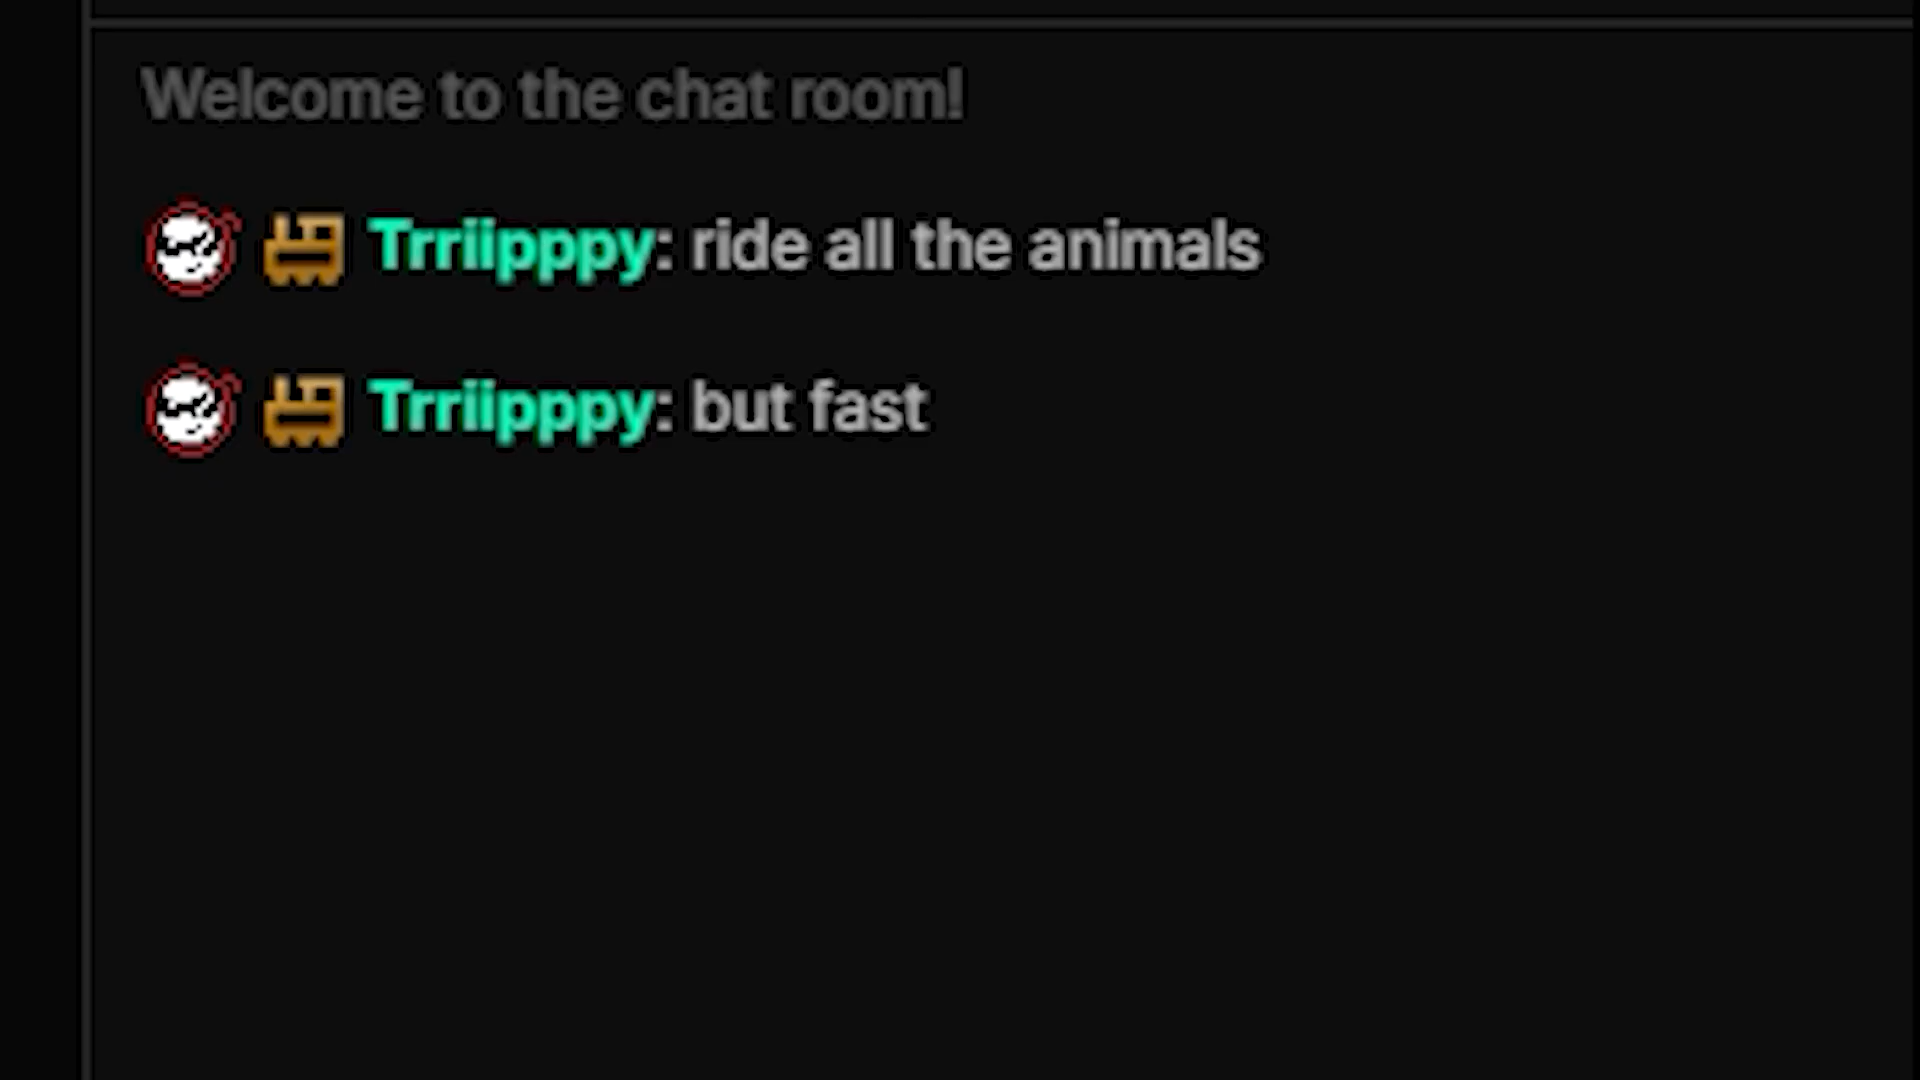 Welcome to the chat room!
Trriipppy: ride all the animals
Trriipppy: but fast